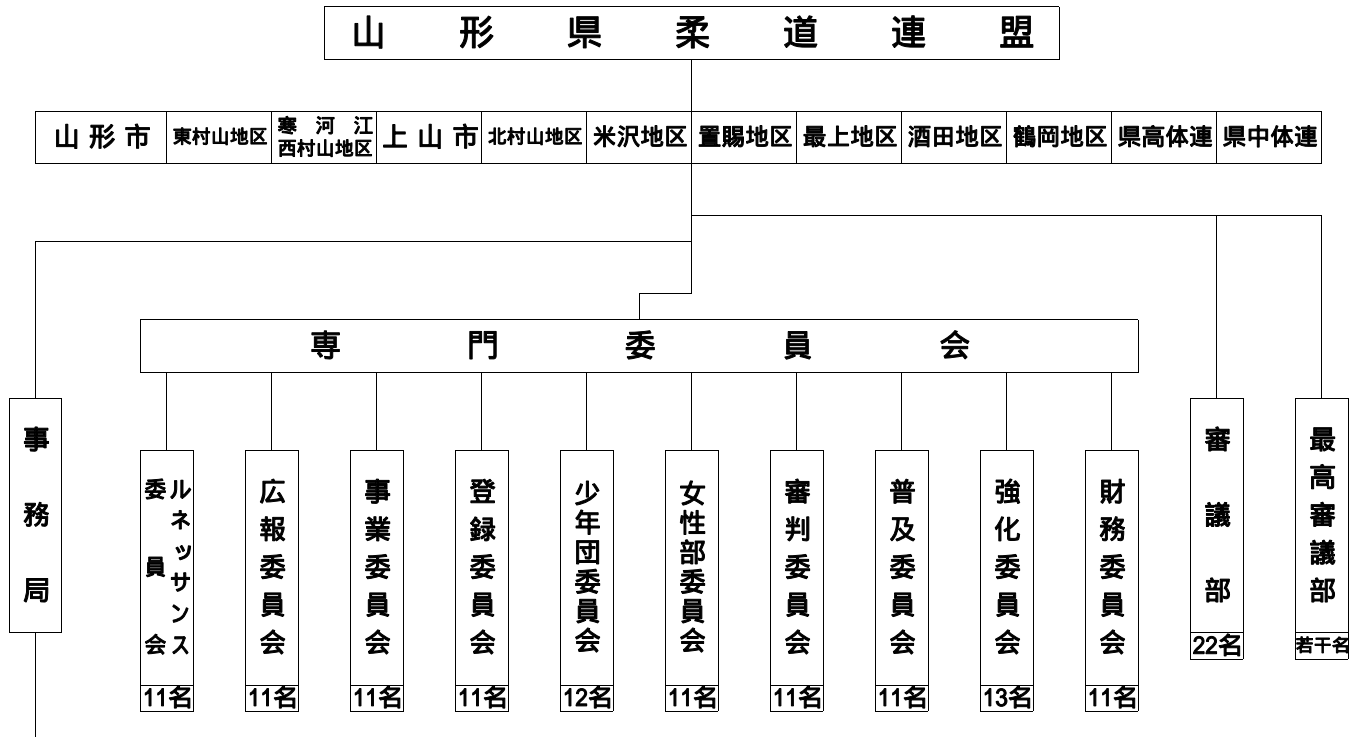 山形県柔道連盟
山形市
東村山地区
寒河江
西村山地区
上山市
北村山地区
米沢地区
置賜地区
最上地区
酒田地区
鶴岡地区
県高体連
県中体連
専門委員会
事務局
ルネッサンス
委員会
11名
広報委員会
11名
事業委員会
11名
登録委員会
11名
少年団委員会
12名
女性部委員会
11名
審判委員会
11名
普及委員会
11名
強化委員会
13名
財務委員会
11名
審議部
22名
最高審議部
若干名